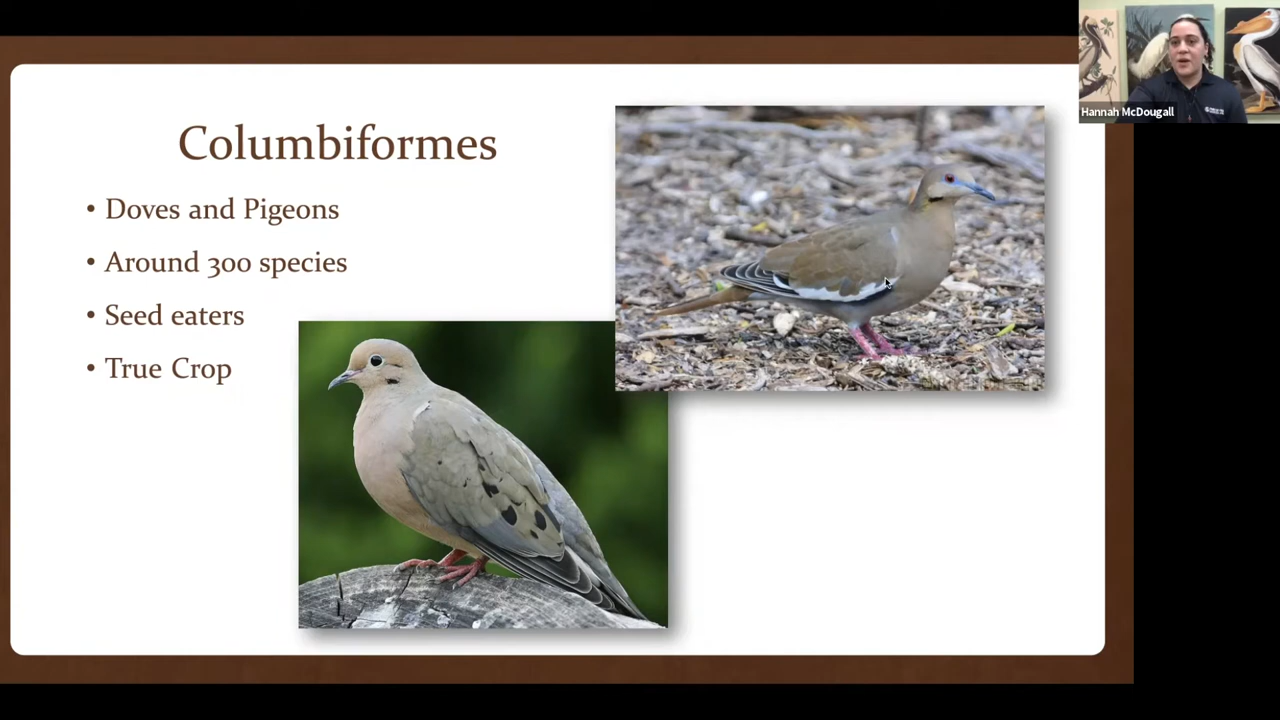 Columbiformes
• Doves and Pigeons
• Around 300 species
• Seed eaters
• True Crop
Hannah McDougall